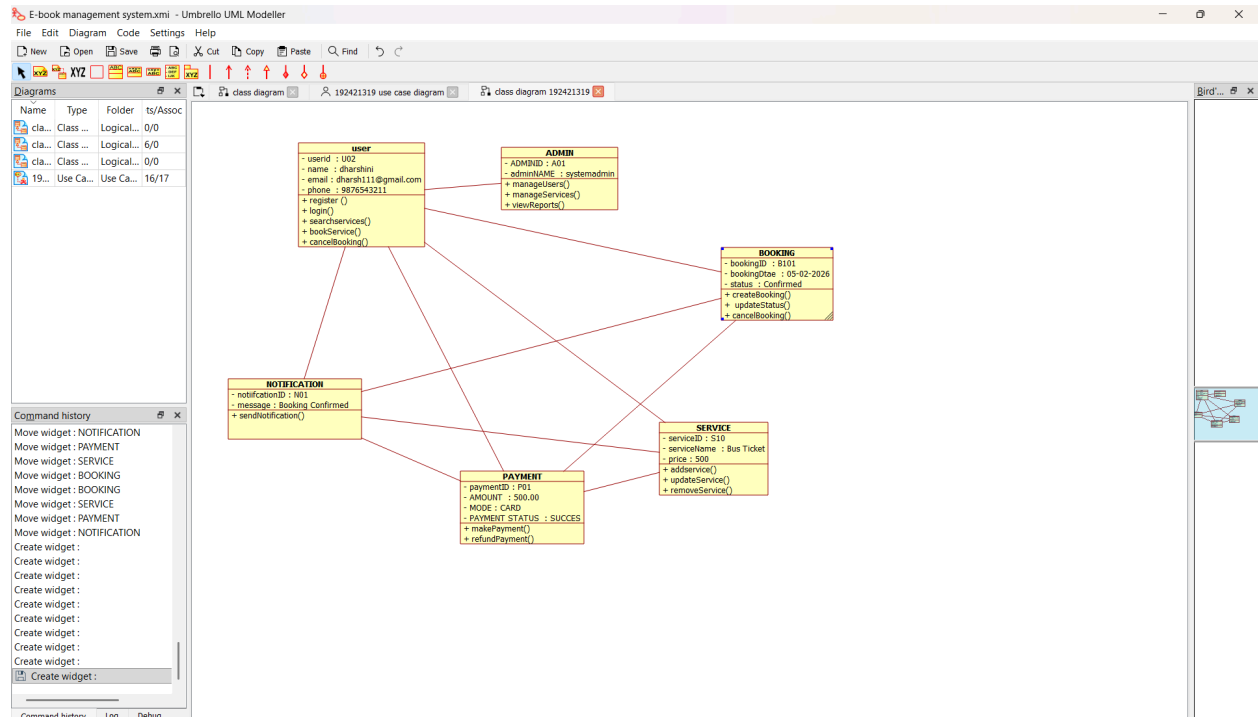 E-book management system.xmi - Umbrello UML Modeller
File Edit Diagram Code Settings Help
New Open Save Cut Copy Paste Find
XYZ
Diagrams
Name Type Folder ts/Assoc
cla... Class ... Logical... 0/0
cla... Class ... Logical... 6/0
cla... Class ... Logical... 0/0
19... Use Ca... Use Ca... 16/17
class diagram
192421319 use case diagram
class diagram 192421319
Bird'...
user
- userid : U02
- name : dharshini
- email : dharsh111@gmail.com
- phone : 9876543211
+ register ()
+ login()
+ searchservices()
+ bookService()
+ cancelBooking()
ADMIN
- ADMINID : A01
- adminNAME : systemadmin
+ manageUsers()
+ manageServices()
+ viewReports()
BOOKING
- bookingID : B101
- bookingDtae : 05-02-2026
- status : Confirmed
+ createBooking()
+ updateStatus()
+ cancelBooking()
NOTIFICATION
- notiifcationID : N01
- message : Booking Confirmed
+ sendNotification()
SERVICE
- serviceID : S10
- serviceName : Bus Ticket
- price : 500
+ addservice()
+ updateService()
+ removeService()
PAYMENT
- paymentID : P01
- AMOUNT : 500.00
- MODE : CARD
- PAYMENT STATUS : SUCCES
+ makePayment()
+ refundPayment()
Command history
Move widget : NOTIFICATION
Move widget : PAYMENT
Move widget : SERVICE
Move widget : BOOKING
Move widget : BOOKING
Move widget : SERVICE
Move widget : PAYMENT
Move widget : NOTIFICATION
Create widget :
Create widget :
Create widget :
Create widget :
Create widget :
Create widget :
Create widget :
Create widget :
Create widget :
Create widget :
Command history Log Debug